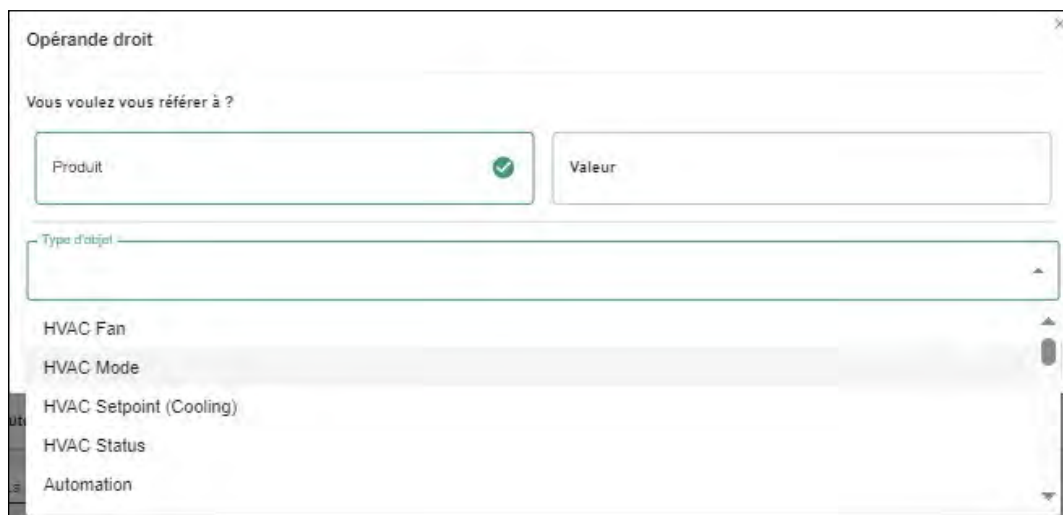 Opérande droit
Vous voulez vous référer à ?
Produit
Valeur
Type d'objet
HVAC Fan
HVAC Mode
HVAC Setpoint (Cooling)
HVAC Status
Automation